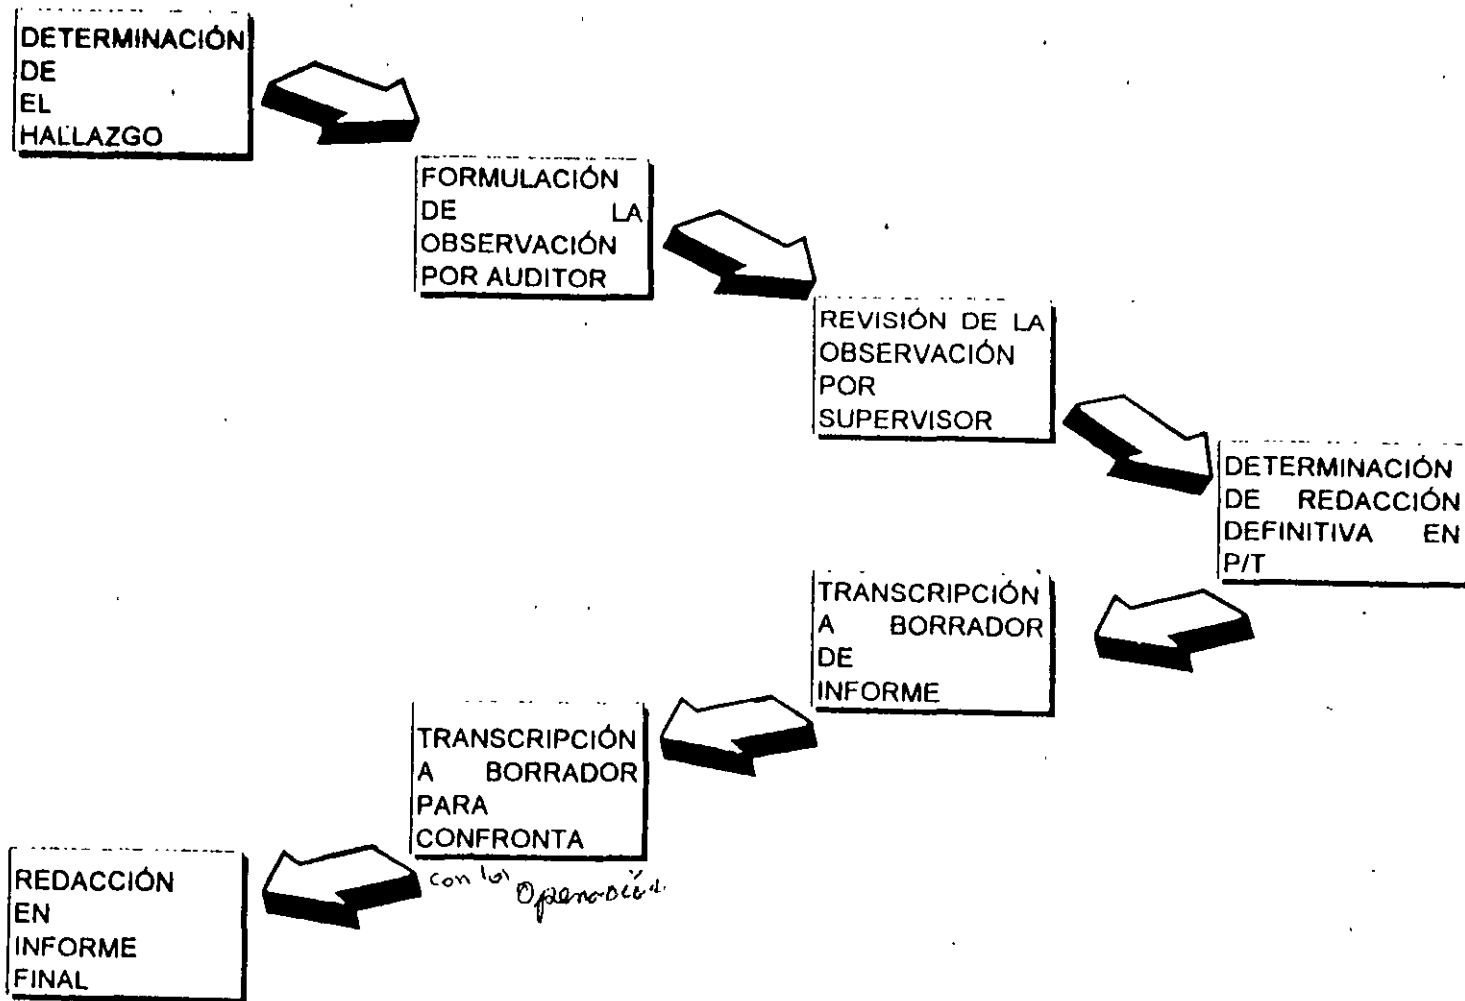 DETERMINACIÓN
DE
EL
HALLAZGO
FORMULACIÓN
DE LA
OBSERVACIÓN
POR AUDITOR
REVISIÓN DE LA
OBSERVACIÓN
POR
SUPERVISOR
DETERMINACIÓN
DE REDACCIÓN
DEFINITIVA EN
P/T
TRANSCRIPCIÓN
A BORRADOR
DE
INFORME
TRANSCRIPCIÓN
A BORRADOR
PARA
CONFRONTA
con
REDACCIÓN
EN
INFORME
FINAL